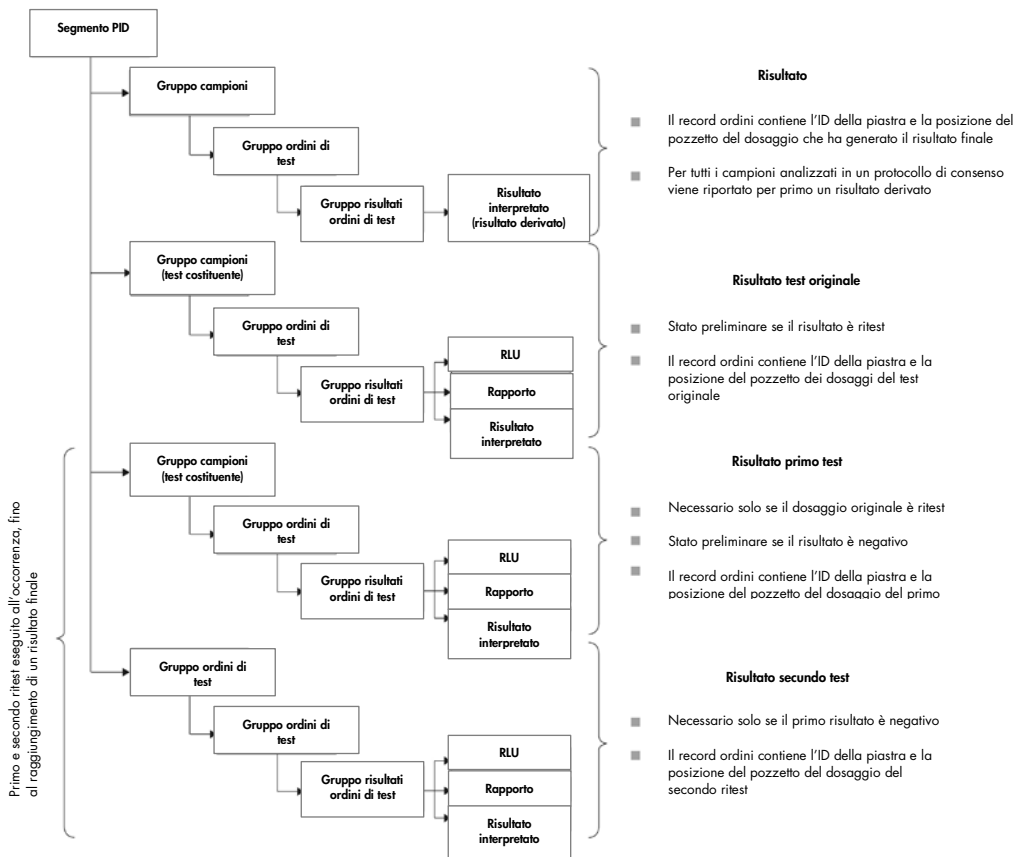 Segmento PID
Gruppo campioni
Gruppo ordini di
test
Gruppo risultati
ordini di test
Risultato
interpretato
(risultato derivato)
Risultato
Il record ordini contiene l'ID della piastra e la posizione del
pozzetto del dosaggio che ha generato il risultato finale
Per tutti i campioni analizzati in un protocollo di consenso
viene riportato per primo un risultato derivato
Gruppo campioni
(test costituente)
Gruppo ordini di
test
Gruppo risultati
ordini di test
RLU
Rapporto
Risultato
interpretato
Risultato test originale
Stato preliminare se il risultato è ritest
Il record ordini contiene l'ID della piastra e la
posizione del pozzetto dei dosaggi del test
originale
Primo e secondo ritest eseguito all'occorrenza, fino
al raggiungimento di un risultato finale
Gruppo campioni
(test costituente)
Gruppo ordini di
test
Gruppo risultati
ordini di test
RLU
Rapporto
Risultato
interpretato
Risultato primo test
Necessario solo se il dosaggio originale è ritest
Stato preliminare se il risultato è negativo
Il record ordini contiene l'ID della piastra e la
posizione del pozzetto del dosaggio del primo
Gruppo ordini di
test
Gruppo ordini di
test
Gruppo risultati
ordini di test
RLU
Rapporto
Risultato
interpretato
Risultato secondo test
Necessario solo se il primo risultato è negativo
Il record ordini contiene l'ID della piastra e la
posizione del pozzetto del dosaggio del
secondo ritest